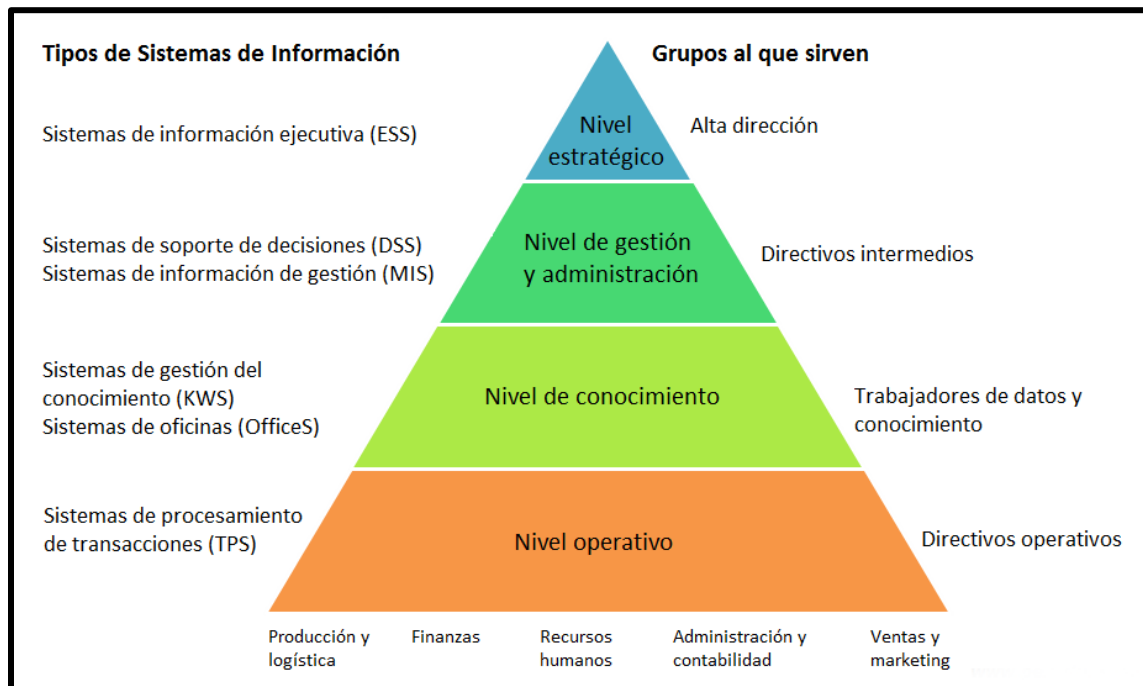 Tipos de Sistemas de Información
Grupos al que sirven
Sistemas de información ejecutiva (ESS)
Nivel
estratégico
Alta dirección
Sistemas de soporte de decisiones (DSS)
Sistemas de información de gestión (MIS)
Nivel de gestión
y administración
Directivos intermedios
Sistemas de gestión del
conocimiento (KWS)
Sistemas de oficinas (OfficeS)
Nivel de conocimiento
Trabajadores de datos y
conocimiento
Sistemas de procesamiento
de transacciones (TPS)
Nivel operativo
Directivos operativos
Producción y
logística
Finanzas
Recursos
humanos
Administración y
contabilidad
Ventas y
marketing